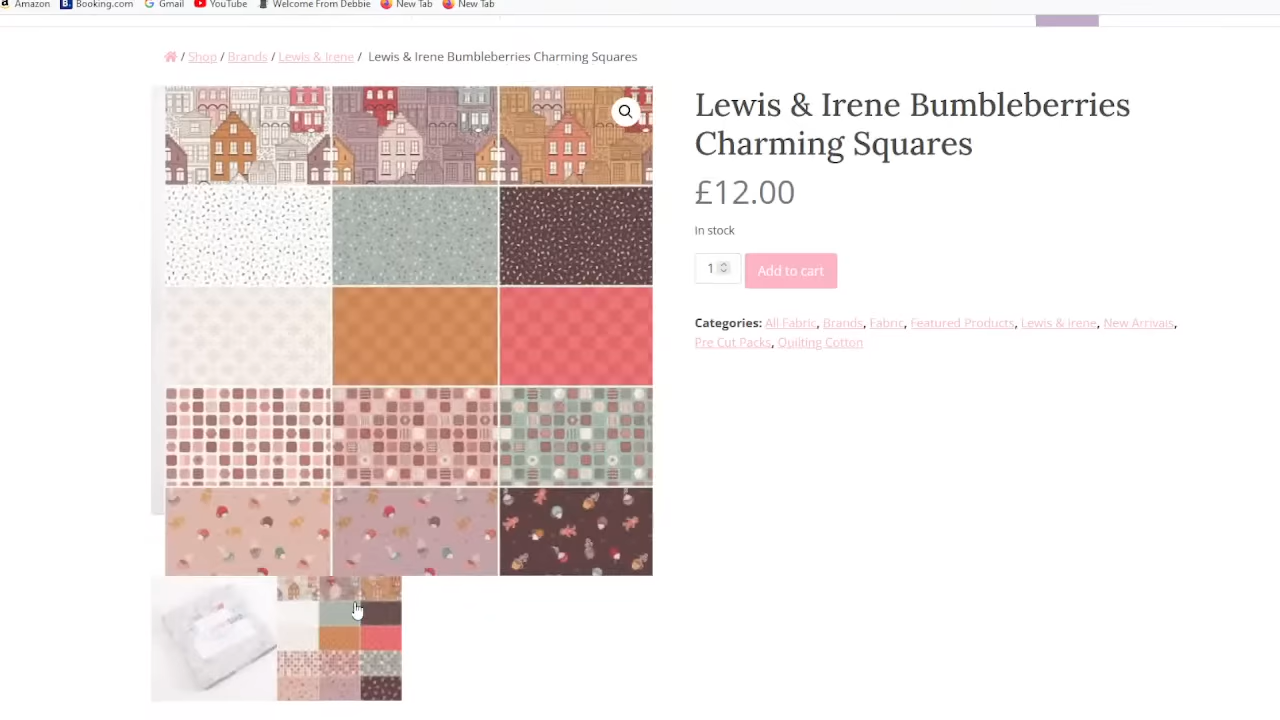 Amazon
Booking.com
Gmail
YouTube
Welcome From Debbie
New Tab
New Tab
/ Shop / Brands / Lewis & Irene / Lewis & Irene Bumbleberries Charming Squares
Lewis & Irene Bumbleberries
Charming Squares
£12.00
In stock
1
Add to cart
Categories: All Fabric, Brands, Fabric, Featured Products, Lewis & Irene, New Arrivals,
Pre Cut Packs, Quilting Cotton